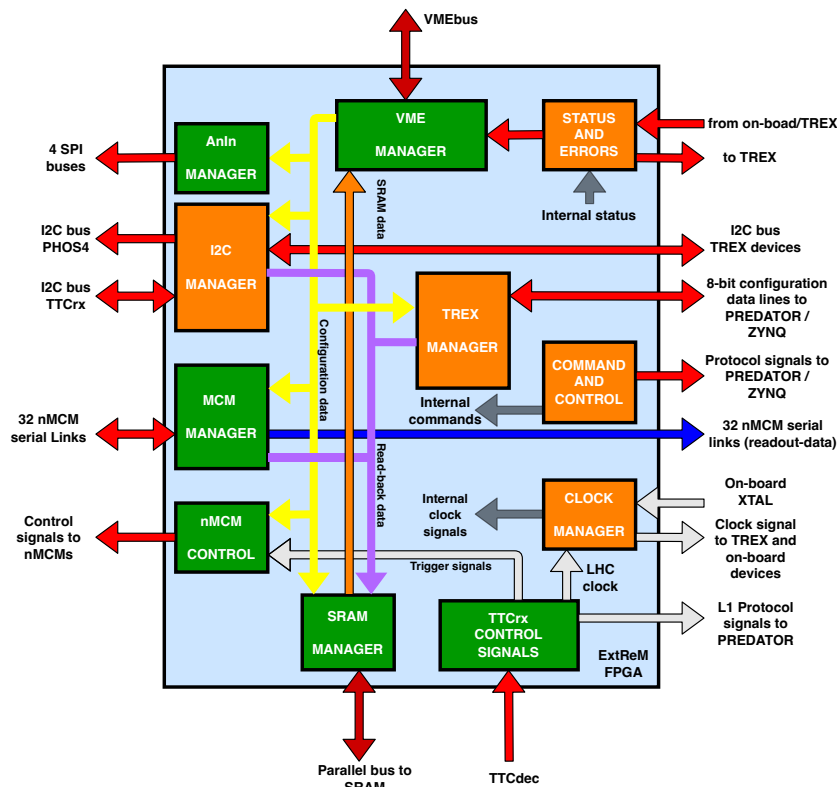 VMEbus
VME
MANAGER
STATUS
AND
ERRORS
from on-boad/TREX
to TREX
Internal status
4 SPI
buses
AnIn
MANAGER
SRAM data
I2C bus
PHOS4
I2C
MANAGER
I2C bus
TTCrx
I2C bus
TREX devices
8-bit configuration
data lines to
PREDATOR /
ZYNQ
TREX
MANAGER
Configuration data
COMMAND
AND
CONTROL
Protocol signals to
PREDATOR /
ZYNQ
Internal
commands
32 nMCM
serial Links
MCM
MANAGER
32 nMCM serial
links (readout-data)
Read-back data
On-board
XTAL
CLOCK
MANAGER
Internal
clock
signals
Clock signal
to TREX and
on-board
devices
Control
signals to
nMCMs
nMCM
CONTROL
Trigger signals
LHC
clock
SRAM
MANAGER
TTCrx
CONTROL
SIGNALS
L1 Protocol
signals to
PREDATOR
ExtReM
FPGA
Parallel bus to
SRAM
TTCdec